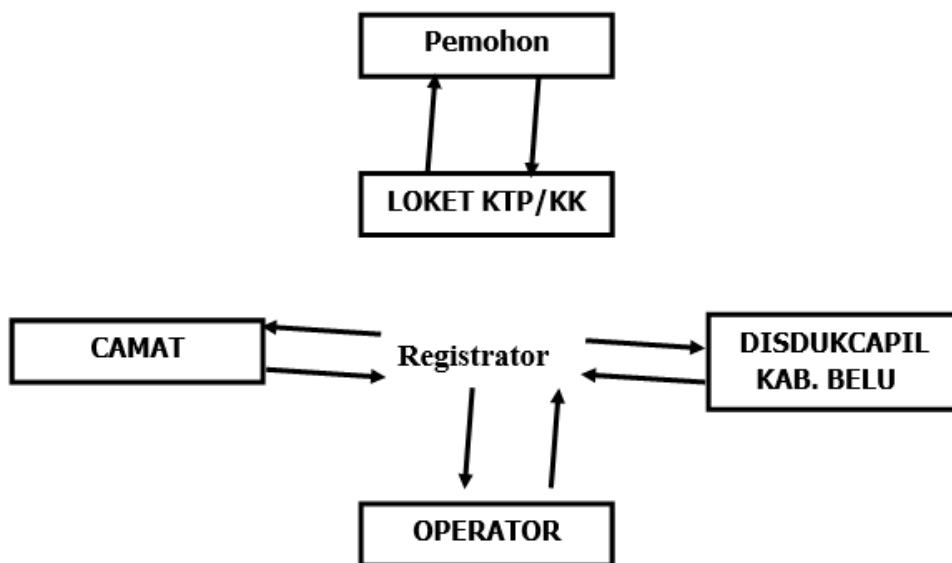 Pemohon
LOKET KTP/KK
CAMAT
Registrator
DISDUKCAPIL
KAB. BELU
OPERATOR